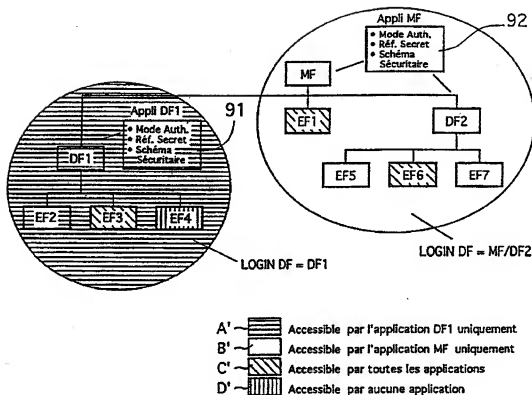 Appli MF
• Mode Auth.
• Réf. Secret
• Schéma
Sécuritaire
92
MF
Appli DF1
• Mode Auth.
• Réf. Secret
• Schéma
Sécuritaire
91
EF1
DF2
DF1
EF5
EF6
EF7
EF2
EF3
EF4
LOGIN DF = DF1
LOGIN DF = MF/DF2
A' Accessible par l'application DF1 uniquement
B' Accessible par l'application MF uniquement
C' Accessible par toutes les applications
D' Accessible par aucune application